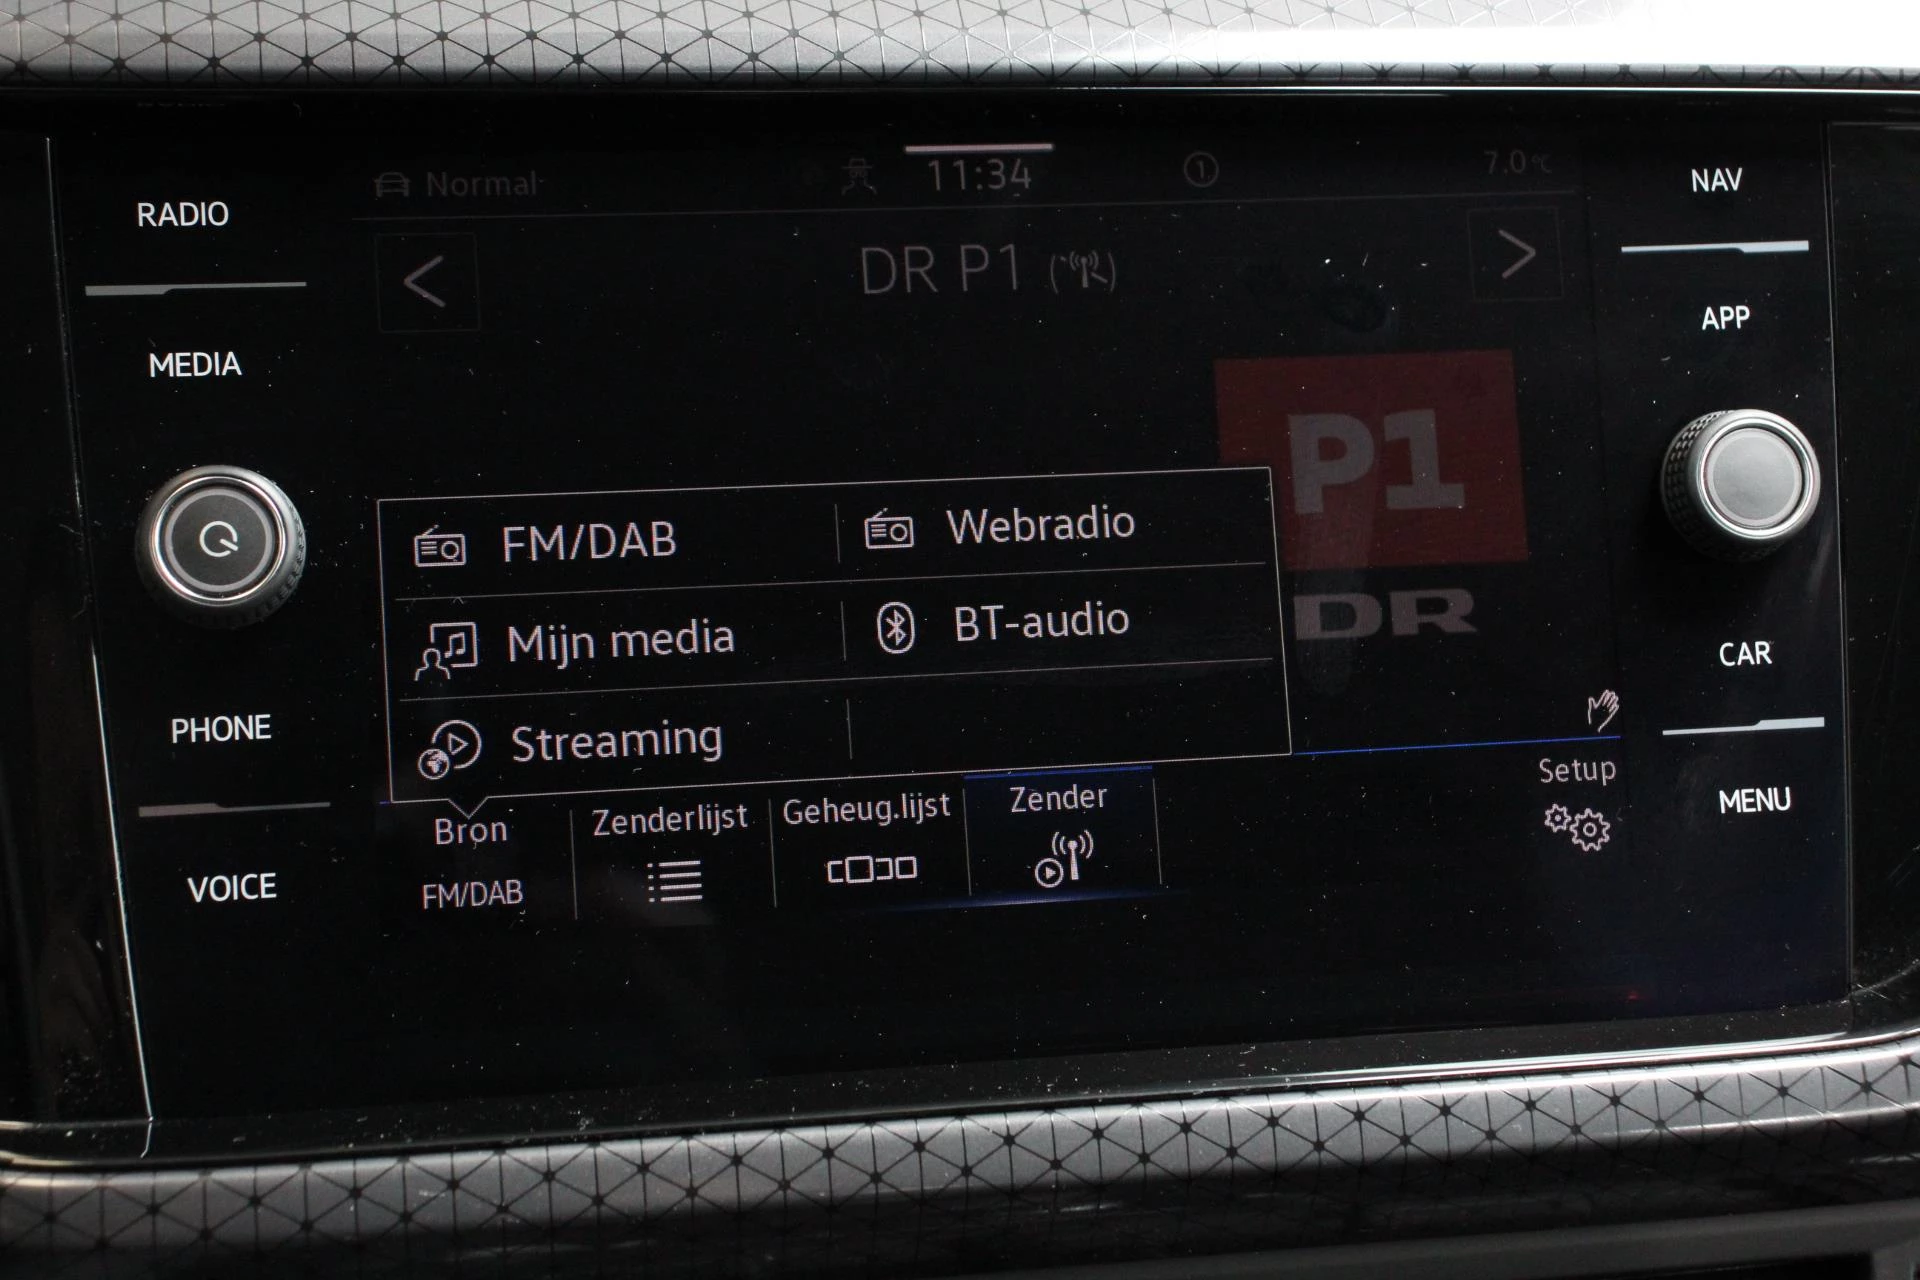 RADIO
MEDIA
PHONE
VOICE
Normal
11:34
1
7.0°C
DR P1
P1
DR
FM/DAB
Webradio
Mijn media
BT-audio
Streaming
Bron
FM/DAB
Zenderlijst
Geheug.lijst
Zender
Setup
NAV
APP
CAR
MENU